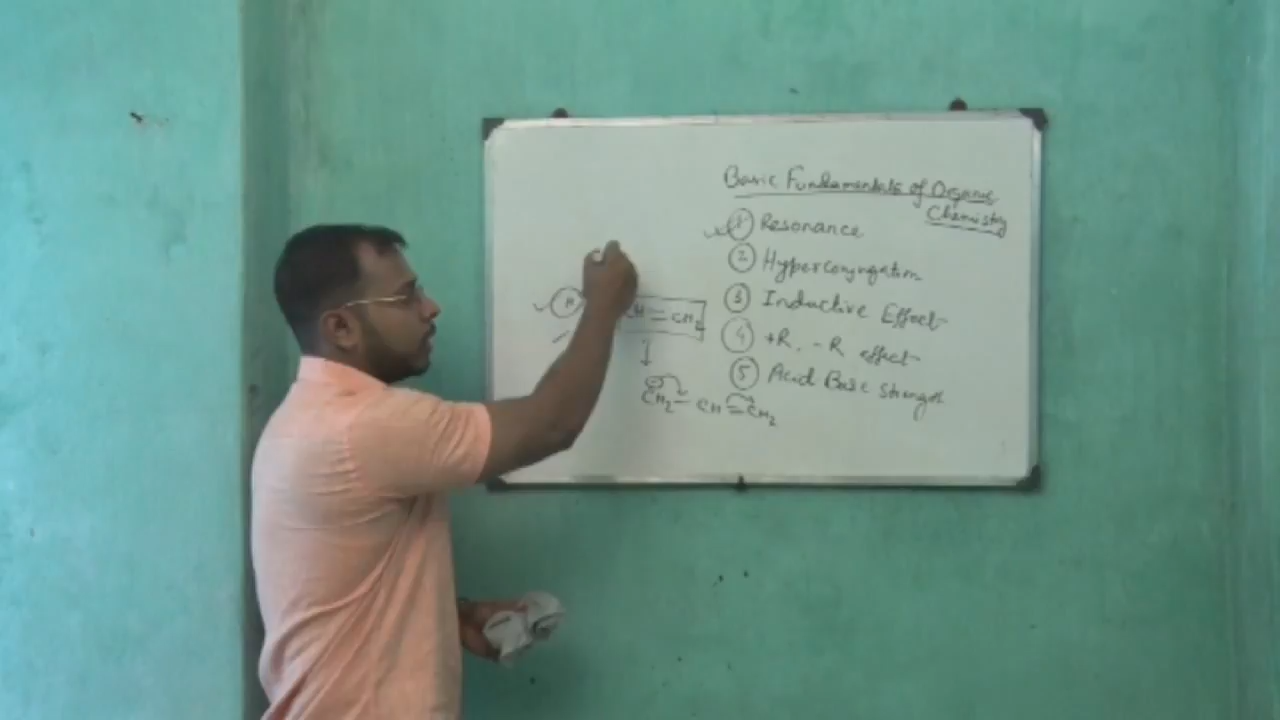 Basic Fundamentals of Organic
Chemistry
① Resonance
② Hyperconjugation
③ Inductive Effect
④ +R, -R effect
⑤ Acid Base Strength
H
CH = CH₂
↓
CH₂ - CH = CH₂